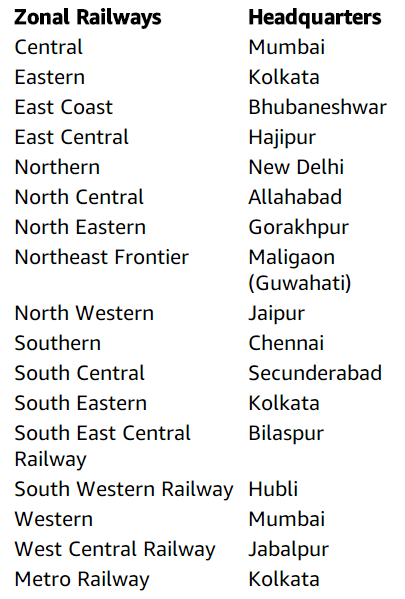 Zonal Railways Headquarters
Central Mumbai
Eastern Kolkata
East Coast Bhubaneshwar
East Central Hajipur
Northern New Delhi
North Central Allahabad
North Eastern Gorakhpur
Northeast Frontier Maligaon
(Guwahati)
North Western Jaipur
Southern Chennai
South Central Secunderabad
South Eastern Kolkata
South East Central Bilaspur
Railway
South Western Railway Hubli
Western Mumbai
West Central Railway Jabalpur
Metro Railway Kolkata